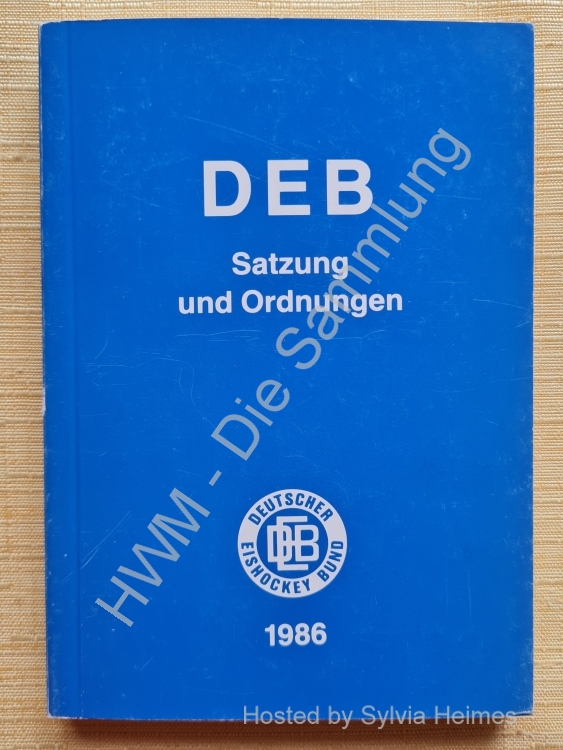 DEB
Satzung
und Ordnungen
HWM - Die Sammlung
DEUTSCHER
DEB
EISHOCKEY BUND
1986
Hosted by Sylvia Heimes